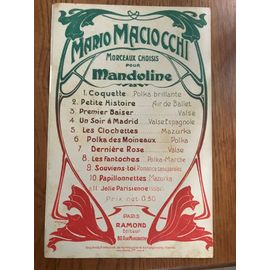 MARIO MACIOCCHI
MORCEAUX CHOISIS
POUR
Mandoline
1. Coquette Polka brillante
2. Petite Histoire Air de Ballet
3. Premier Baiser Valse
4. Un Soir à Madrid Valse Espagnole
5. Les Clochettes Mazurka
6. Polka des Moineaux Polka
7. Dernière Rose Valse
8. Les Fantoches Polka-Marche
9. Souviens-toi Romance sans paroles
10. Papillonnettes Mazurka
11. Jolie Parisienne
Prix net 0.50
PARIS
RAMOND
Editeur